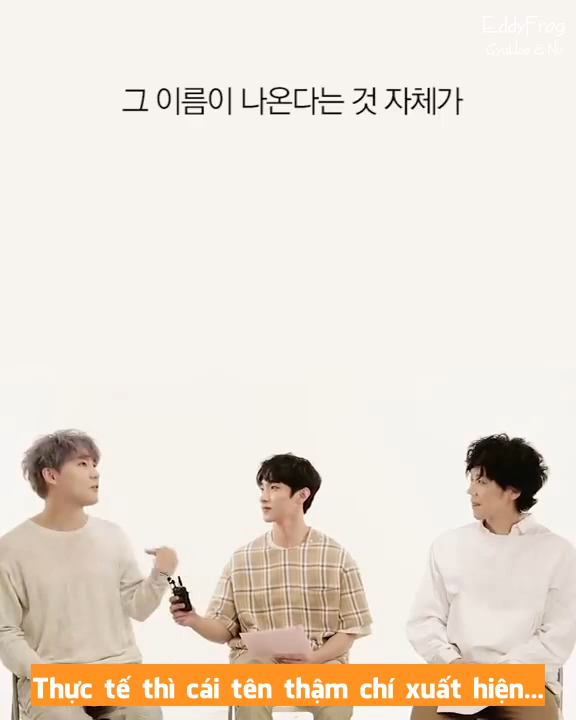 EddyFrog
그 이름이 나온다는 것 자체가
Thực tế thì cái tên thậm chí xuất hiện...